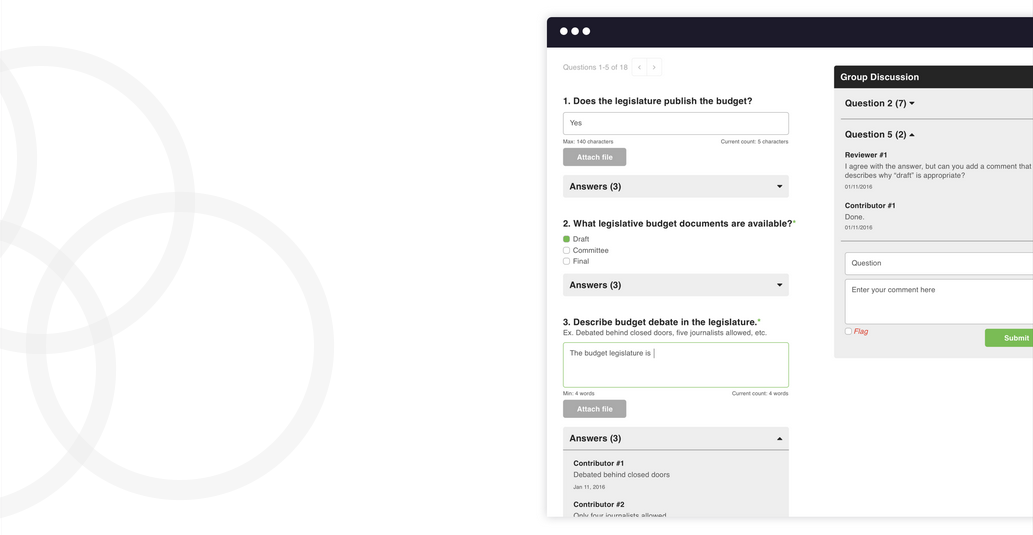 Questions 1-5 of 18
1. Does the legislature publish the budget?
Yes
Max: 140 characters
Current count: 5 characters
Attach file
Answers (3)
2. What legislative budget documents are available?*
Draft
Committee
Final
Answers (3)
3. Describe budget debate in the legislature.*
Ex. Debated behind closed doors, five journalists allowed, etc.
The budget legislature is
Min: 4 words
Current count: 4 words
Attach file
Answers (3)
Contributor #1
Debated behind closed doors
Jan 11, 2016
Contributor #2
Only four journalists allowed
Group Discussion
Question 2 (7)
Question 5 (2)
Reviewer #1
I agree with the answer, but can you add a comment that
describes why "draft" is appropriate?
01/11/2016
Contributor #1
Done.
01/11/2016
Question
Enter your comment here
Flag
Submit